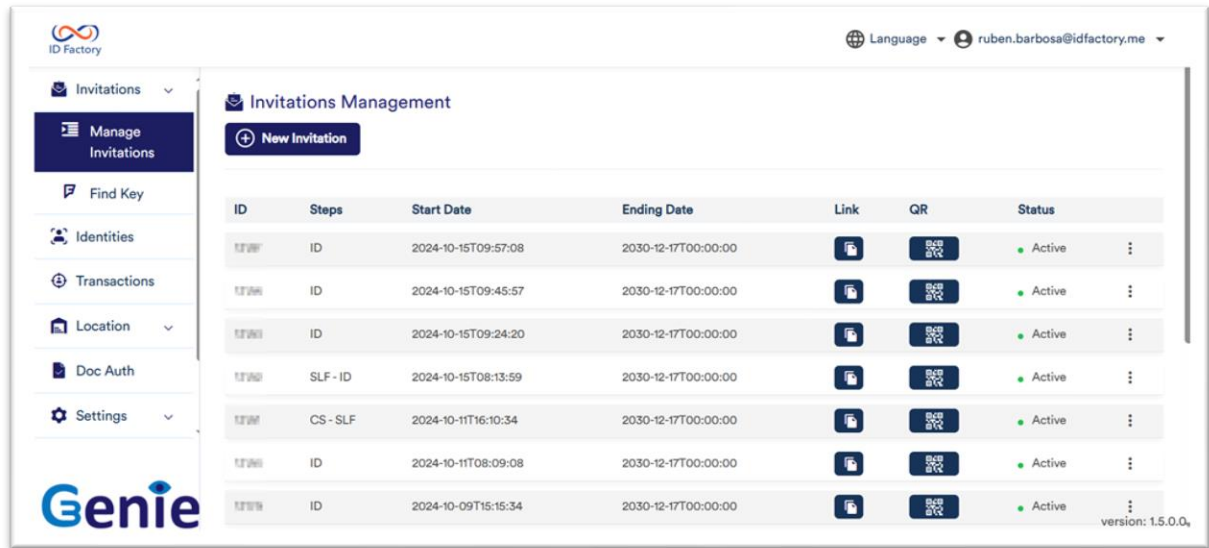 ID Factory
Language
ruben.barbosa@idfactory.me
Invitations
Manage
Invitations
Find Key
Identities
Transactions
Location
Doc Auth
Settings
Genie
Invitations Management
New Invitation
ID Steps Start Date Ending Date Link QR Status
ID 2024-10-15T09:57:08 2030-12-17T00:00:00 Active
ID 2024-10-15T09:45:57 2030-12-17T00:00:00 Active
ID 2024-10-15T09:24:20 2030-12-17T00:00:00 Active
SLF - ID 2024-10-15T08:13:59 2030-12-17T00:00:00 Active
CS - SLF 2024-10-11T16:10:34 2030-12-17T00:00:00 Active
ID 2024-10-11T08:09:08 2030-12-17T00:00:00 Active
ID 2024-10-09T15:15:34 2030-12-17T00:00:00 Active
version: 1.5.0.0